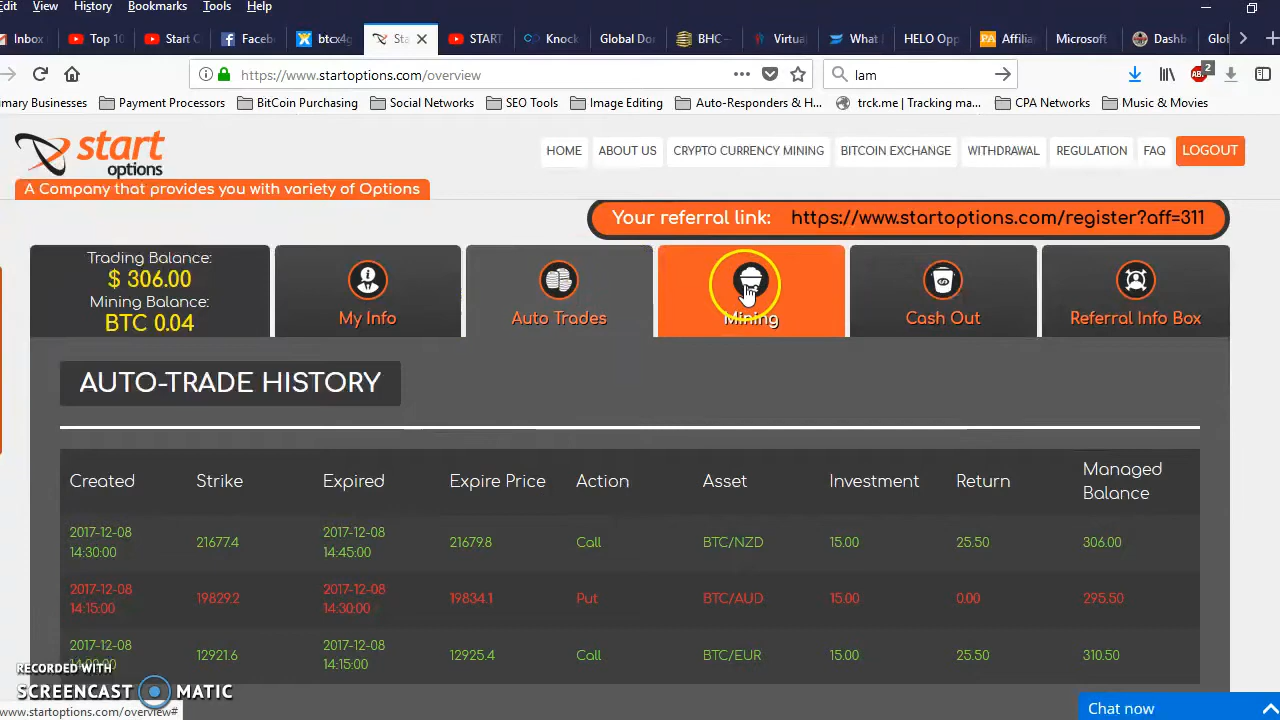 Edit View History Bookmarks Tools Help
Inbox Top 10 Start O Faceb btcx4g Sta START Knock Global Do BHC – Virtua What I HELO Opp Affilia Microsoft Dashb Glob
https://www.startoptions.com/overview lam 2
mary Businesses Payment Processors BitCoin Purchasing Social Networks SEO Tools Image Editing Auto-Responders & H... trck.me | Tracking ma... CPA Networks Music & Movies
start
options
A Company that provides you with variety of Options
HOME ABOUT US CRYPTO CURRENCY MINING BITCOIN EXCHANGE WITHDRAWAL REGULATION FAQ LOGOUT
Your referral link: https://www.startoptions.com/register?aff=311
Trading Balance:
$ 306.00
Mining Balance:
BTC 0.04
My Info Auto Trades Mining Cash Out Referral Info Box
AUTO-TRADE HISTORY
Created Strike Expired Expire Price Action Asset Investment Return Managed Balance
2017-12-08 14:30:00 21677.4 2017-12-08 14:45:00 21679.8 Call BTC/NZD 15.00 25.50 306.00
2017-12-08 14:15:00 19829.2 2017-12-08 14:30:00 19834.1 Put BTC/AUD 15.00 0.00 295.50
2017-12-08 14:00:00 12921.6 2017-12-08 14:15:00 12925.4 Call BTC/EUR 15.00 25.50 310.50
RECORDED WITH
SCREENCAST MATIC
www.startoptions.com/overview#
Chat now